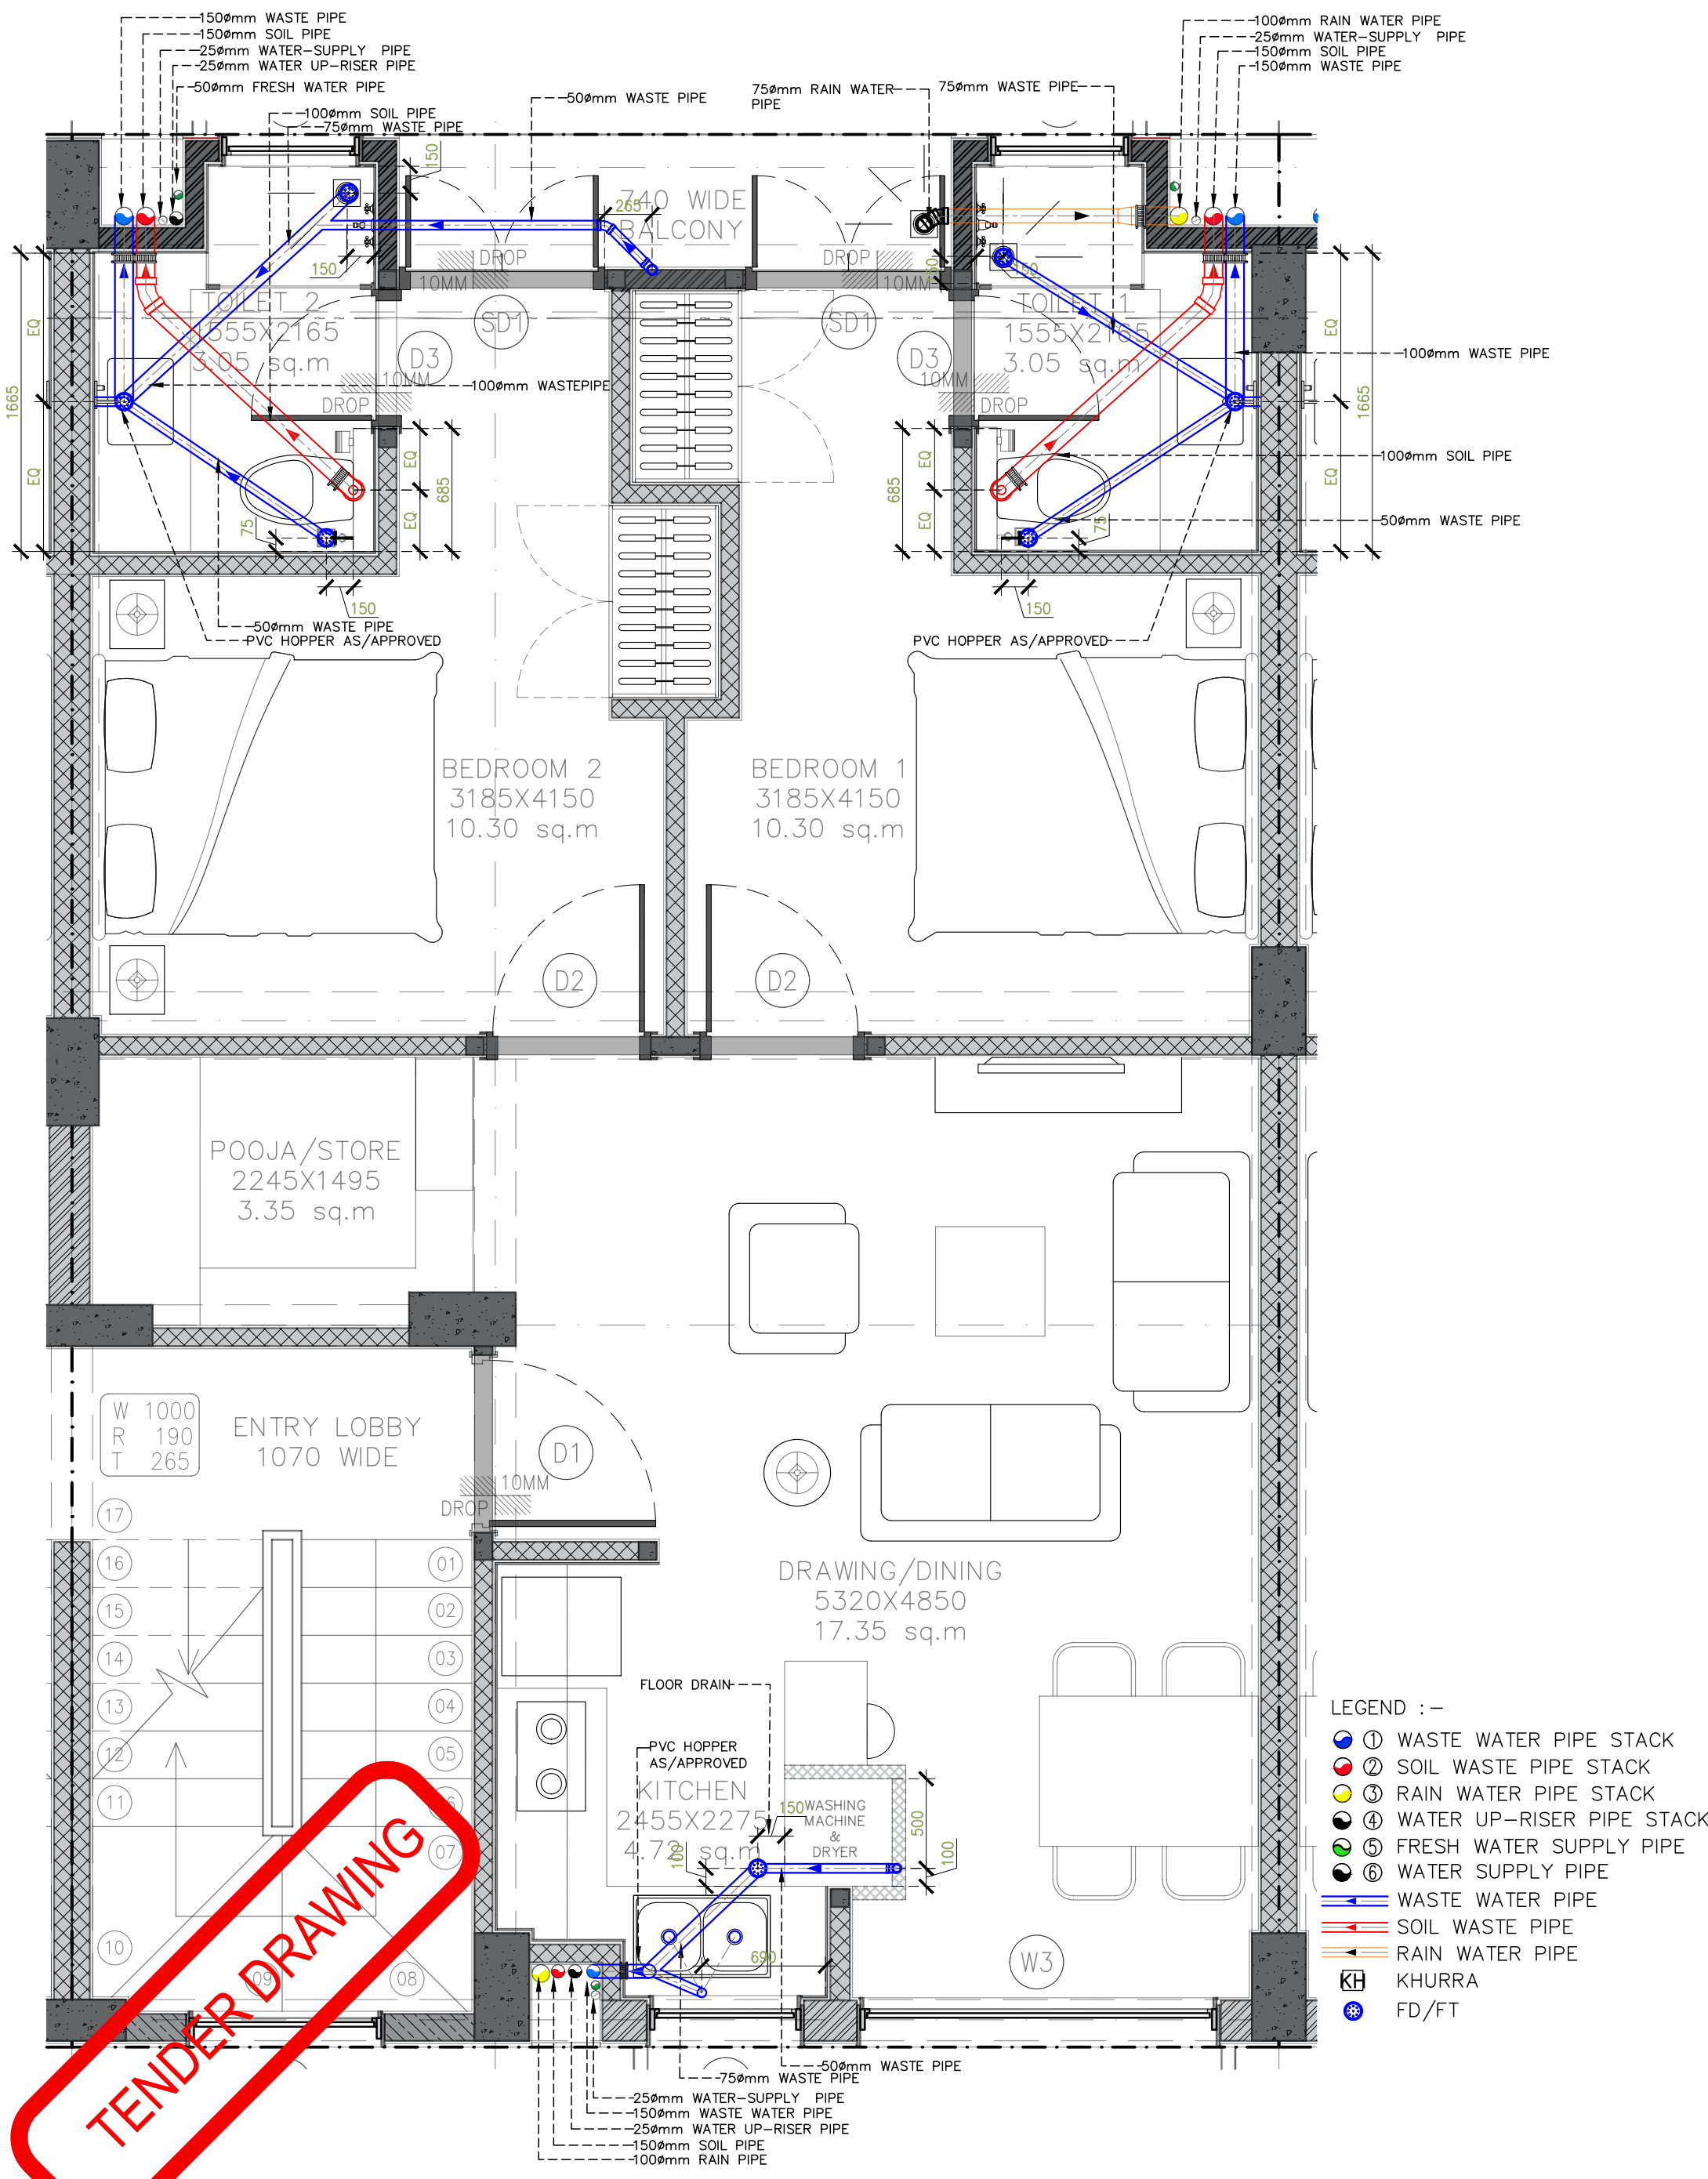 150ømm WASTE PIPE
150ømm SOIL PIPE
25ømm WATER-SUPPLY PIPE
25ømm WATER UP-RISER PIPE
50ømm FRESH WATER PIPE
100ømm SOIL PIPE
75ømm WASTE PIPE
50ømm WASTE PIPE
75ømm RAIN WATER
PIPE
75ømm WASTE PIPE
100ømm RAIN WATER PIPE
25ømm WATER-SUPPLY PIPE
150ømm SOIL PIPE
150ømm WASTE PIPE
150
265
740 WIDE
BALCONY
150
DROP
10MM
DROP
10MM
150
TOILET 2
1555X2165
3.05 sq.m
SD1
D3
SD1
D3
TOILET 1
1555X2165
3.05 sq.m
EQ
EQ
1665
EQ
EQ
1665
10MM
DROP
10MM
DROP
100ømm WASTEPIPE
100ømm WASTE PIPE
100ømm SOIL PIPE
50ømm WASTE PIPE
EQ
EQ
685
75
150
685
EQ
EQ
75
150
50ømm WASTE PIPE
PVC HOPPER AS/APPROVED
PVC HOPPER AS/APPROVED
BEDROOM 2
3185X4150
10.30 sq.m
BEDROOM 1
3185X4150
10.30 sq.m
D2
D2
POOJA/STORE
2245X1495
3.35 sq.m
W 1000
R 190
T 265
ENTRY LOBBY
1070 WIDE
D1
10MM
DROP
17
16
15
14
13
12
11
10
09
08
07
05
04
03
02
01
DRAWING/DINING
5320X4850
17.35 sq.m
FLOOR DRAIN
PVC HOPPER
AS/APPROVED
KITCHEN
2455X2275
4.72 sq.m
150
WASHING
MACHINE
&
DRYER
500
100
100
690
W3
50ømm WASTE PIPE
75ømm WASTE PIPE
25ømm WATER-SUPPLY PIPE
150ømm WASTE WATER PIPE
25ømm WATER UP-RISER PIPE
150ømm SOIL PIPE
100ømm RAIN PIPE
TENDER DRAWING
LEGEND :-
1 WASTE WATER PIPE STACK
2 SOIL WASTE PIPE STACK
3 RAIN WATER PIPE STACK
4 WATER UP-RISER PIPE STACK
5 FRESH WATER SUPPLY PIPE
6 WATER SUPPLY PIPE
WASTE WATER PIPE
SOIL WASTE PIPE
RAIN WATER PIPE
KH KHURRA
FD/FT